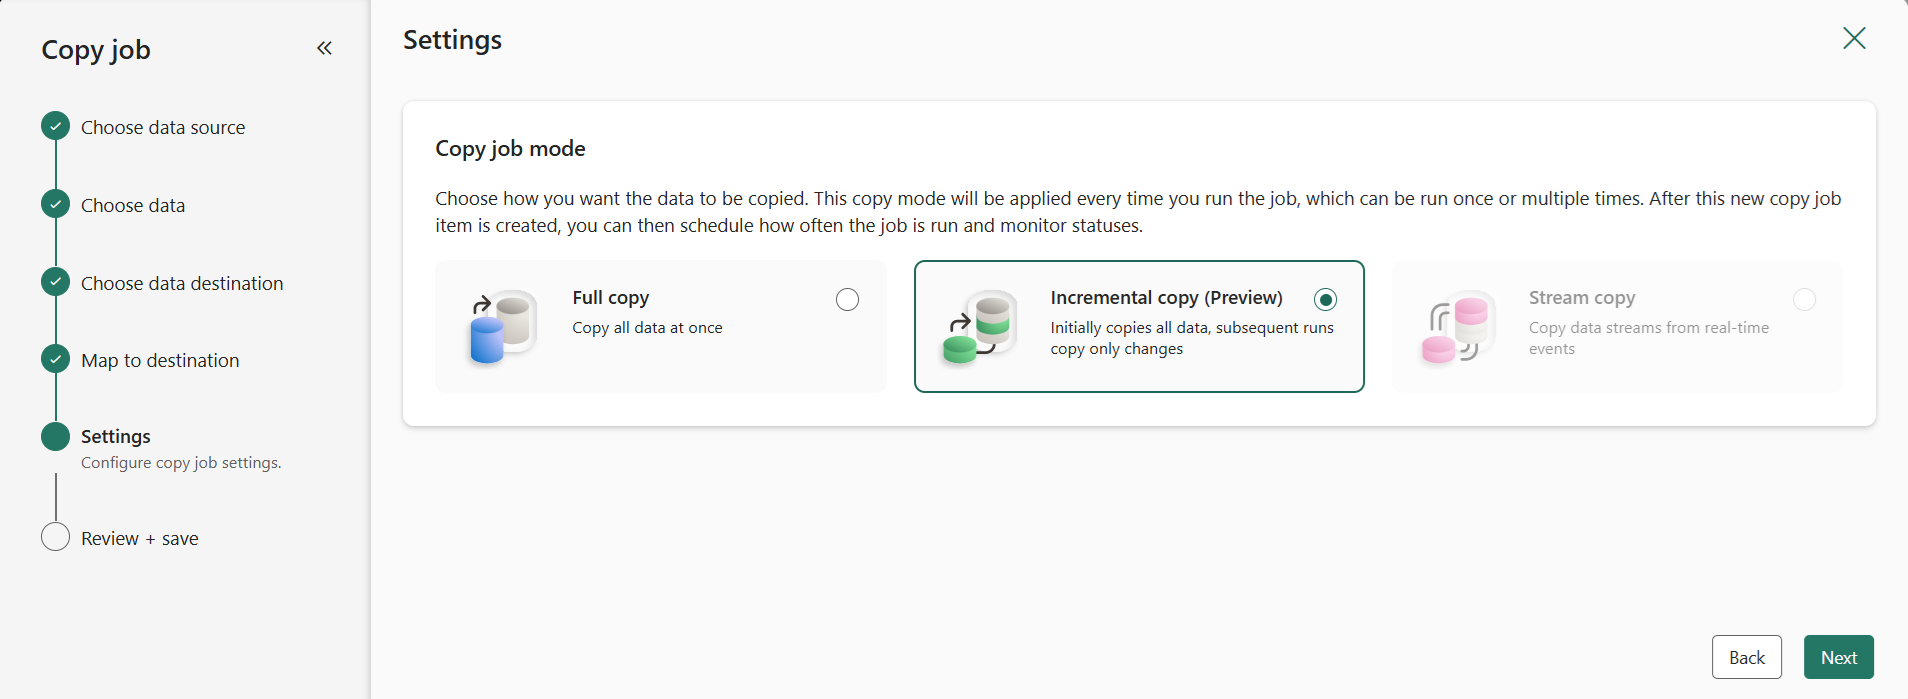 Copy job
Choose data source
Choose data
Choose data destination
Map to destination
Settings
Configure copy job settings.
Review + save
Settings
Copy job mode
Choose how you want the data to be copied. This copy mode will be applied every time you run the job, which can be run once or multiple times. After this new copy job
item is created, you can then schedule how often the job is run and monitor statuses.
Full copy
Copy all data at once
Incremental copy (Preview)
Initially copies all data, subsequent runs
copy only changes
Stream copy
Copy data streams from real-time
events
Back
Next